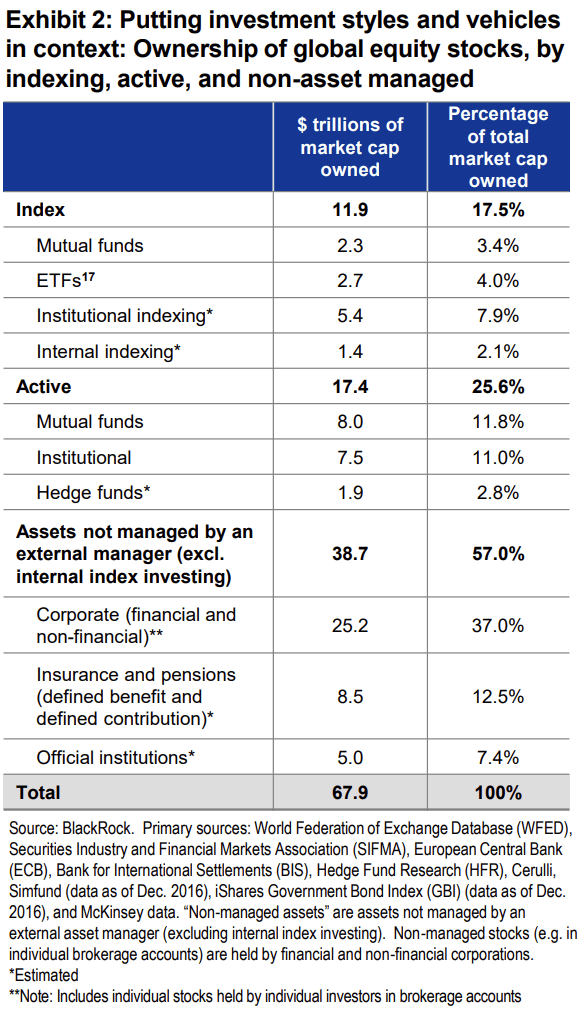 Exhibit 2: Putting investment styles and vehicles
in context: Ownership of global equity stocks, by
indexing, active, and non-asset managed
$ trillions of
market cap
owned
Percentage
of total
market cap
owned
Index 11.9 17.5%
Mutual funds 2.3 3.4%
ETFs17 2.7 4.0%
Institutional indexing* 5.4 7.9%
Internal indexing* 1.4 2.1%
Active 17.4 25.6%
Mutual funds 8.0 11.8%
Institutional 7.5 11.0%
Hedge funds* 1.9 2.8%
Assets not managed by an
external manager (excl.
internal index investing)
38.7 57.0%
Corporate (financial and
non-financial)**
25.2 37.0%
Insurance and pensions
(defined benefit and
defined contribution)*
8.5 12.5%
Official institutions* 5.0 7.4%
Total 67.9 100%
Source: BlackRock. Primary sources: World Federation of Exchange Database (WFED),
Securities Industry and Financial Markets Association (SIFMA), European Central Bank
(ECB), Bank for International Settlements (BIS), Hedge Fund Research (HFR), Cerulli,
Simfund (data as of Dec. 2016), iShares Government Bond Index (GBI) (data as of Dec.
2016), and McKinsey data. “Non-managed assets” are assets not managed by an
external asset manager (excluding internal index investing). Non-managed stocks (e.g. in
individual brokerage accounts) are held by financial and non-financial corporations.
*Estimated
**Note: Includes individual stocks held by individual investors in brokerage accounts